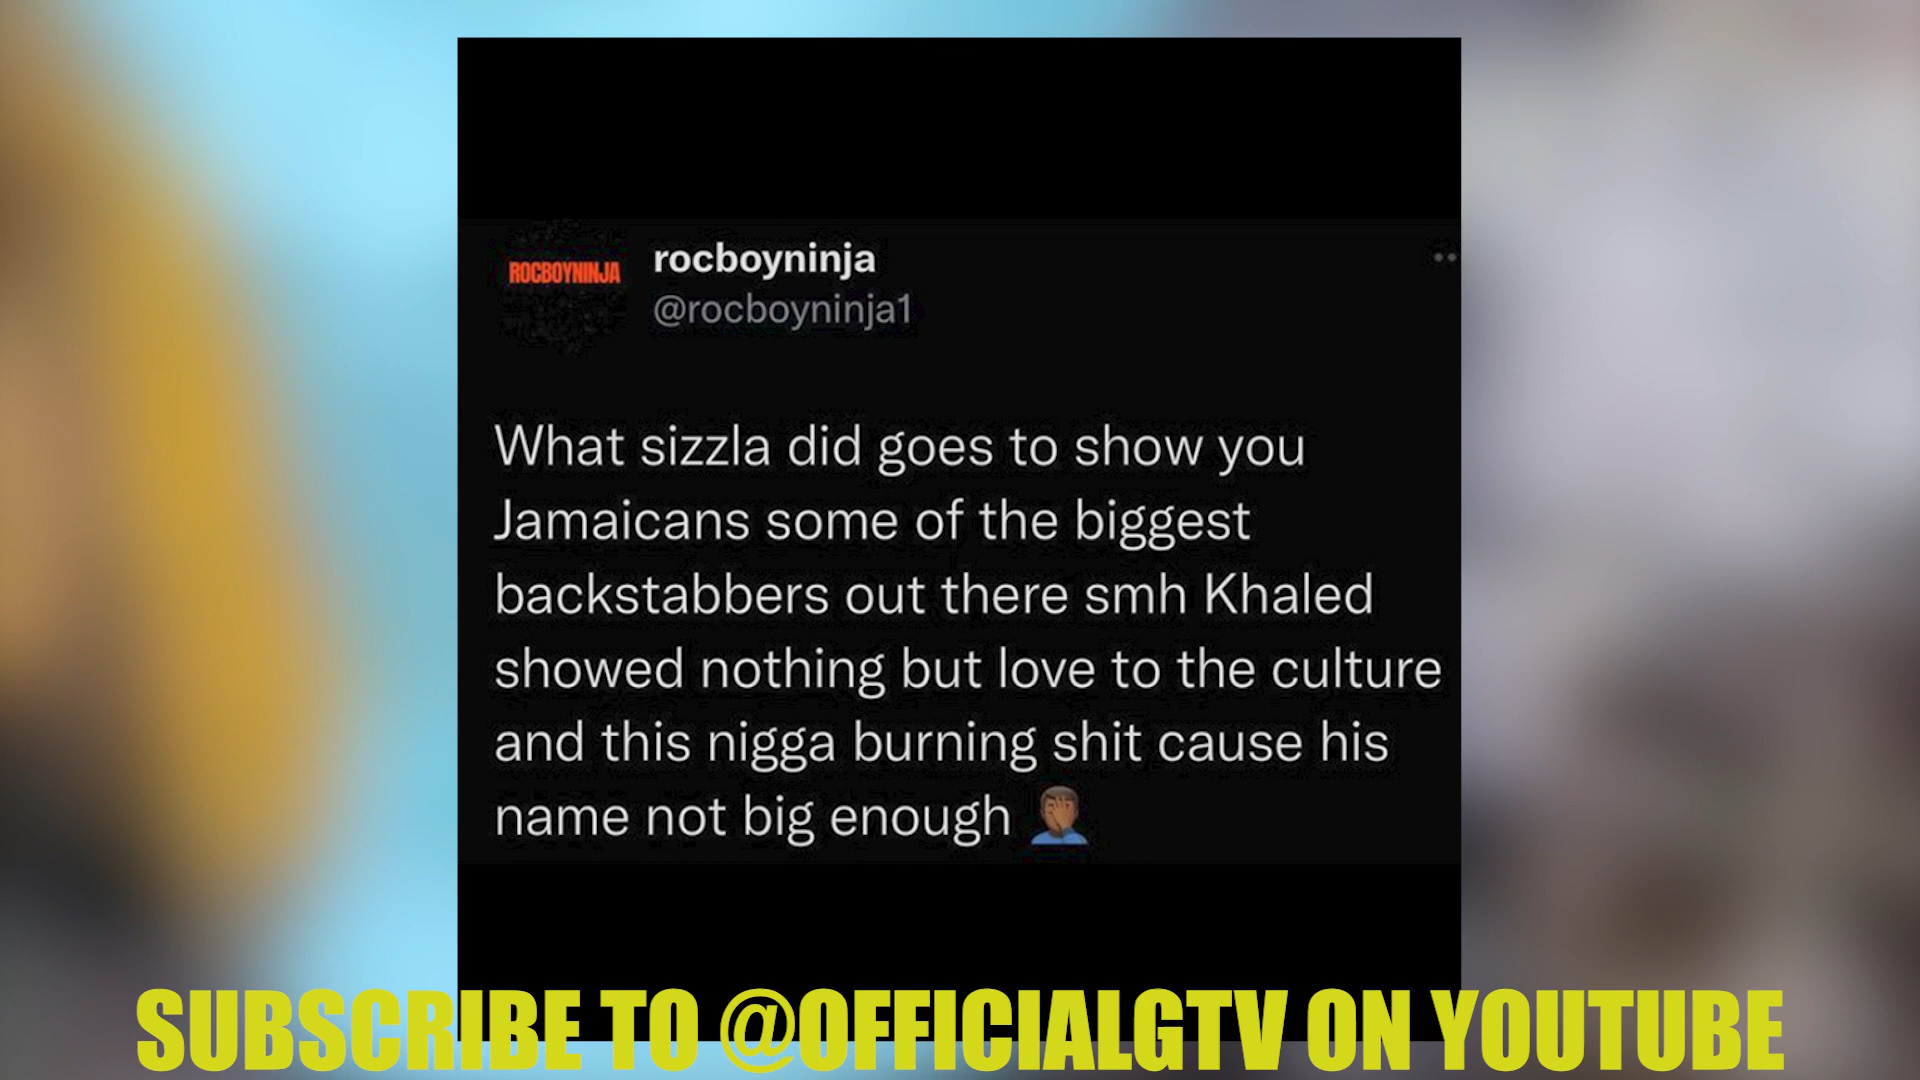 ROCBOYNINJA
rocboyninja
@rocboyninja1
What sizzla did goes to show you
Jamaicans some of the biggest
backstabbers out there smh Khaled
showed nothing but love to the culture
and this nigga burning shit cause his
name not big enough 🤦🏾‍♂️
SUBSCRIBE TO @OFFICIALGTV ON YOUTUBE